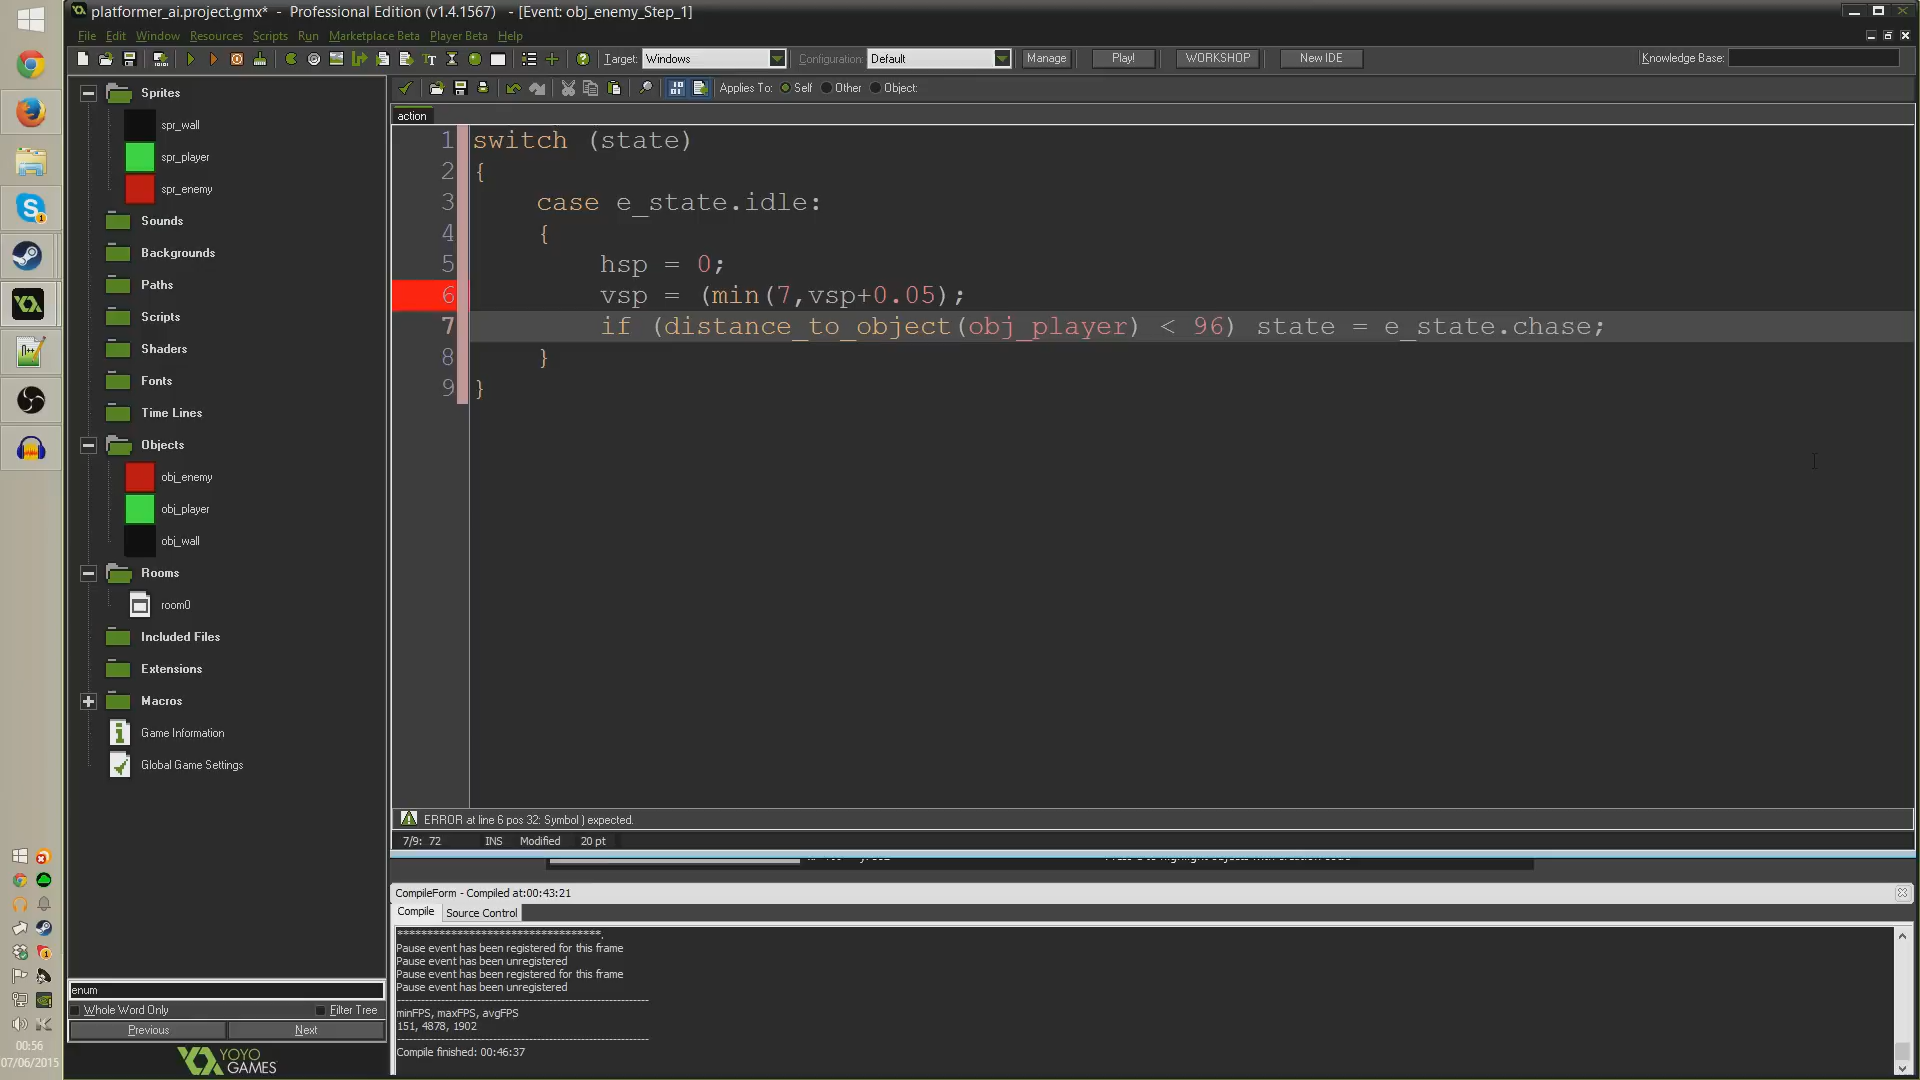 platformer_ai.project.gmx* - Professional Edition (v1.4.1567) - [Event: obj_enemy_Step_1]
File Edit Window Resources Scripts Run Marketplace Beta Player Beta Help
Target: Windows Configuration: Default Manage Play! WORKSHOP New IDE Knowledge Base:
Applies To: Self Other Object:
action
Sprites
spr_wall
spr_player
spr_enemy
Sounds
Backgrounds
Paths
Scripts
Shaders
Fonts
Time Lines
Objects
obj_enemy
obj_player
obj_wall
Rooms
room0
Included Files
Extensions
Macros
Game Information
Global Game Settings
1 switch (state)
2 {
3 case e_state.idle:
4 {
5 hsp = 0;
6 vsp = (min(7,vsp+0.05);
7 if (distance_to_object(obj_player) < 96) state = e_state.chase;
8 }
9 }
ERROR at line 6 pos 32: Symbol ) expected.
7/9: 72 INS Modified 20 pt
CompileForm - Compiled at:00:43:21
Compile Source Control
***********************************.
Pause event has been registered for this frame
Pause event has been unregistered
Pause event has been registered for this frame
Pause event has been unregistered
minFPS, maxFPS, avgFPS
151, 4878, 1902
Compile finished: 00:46:37
enum
Whole Word Only Filter Tree
Previous Next
YOYO
GAMES
00:56
07/06/2015